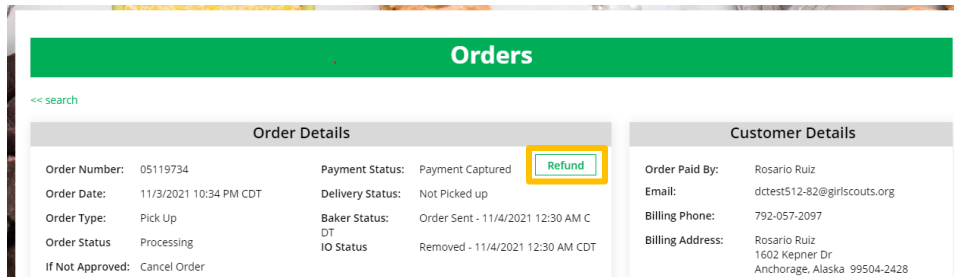 Orders
<< search
Order Details
Order Number: 05119734
Order Date: 11/3/2021 10:34 PM CDT
Order Type: Pick Up
Order Status Processing
If Not Approved: Cancel Order
Payment Status: Payment Captured
Refund
Delivery Status: Not Picked up
Baker Status: Order Sent - 11/4/2021 12:30 AM C
DT
IO Status Removed - 11/4/2021 12:30 AM CDT
Customer Details
Order Paid By: Rosario Ruiz
Email: dctest512-82@girlscouts.org
Billing Phone: 792-057-2097
Billing Address: Rosario Ruiz
1602 Kepner Dr
Anchorage, Alaska 99504-2428